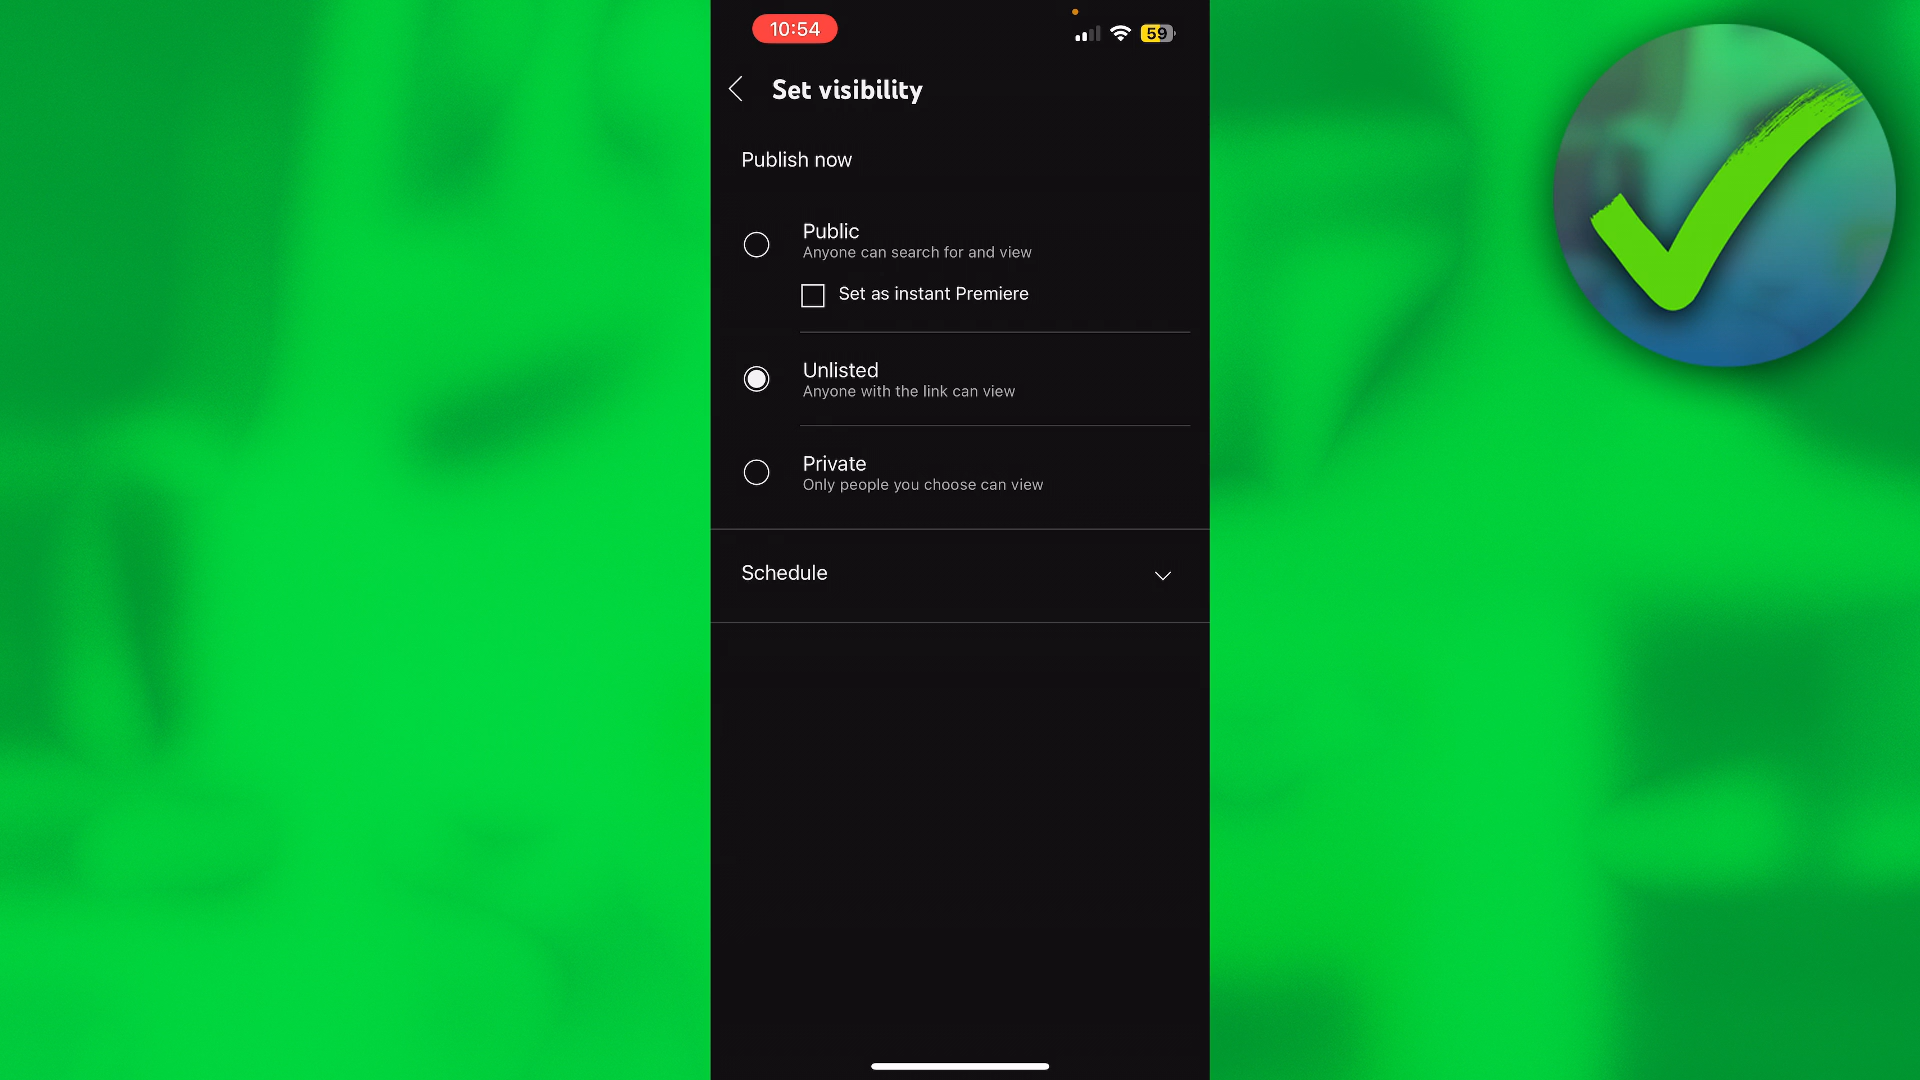 10:54
59
Set visibility
Publish now
Public
Anyone can search for and view
Set as instant Premiere
Unlisted
Anyone with the link can view
Private
Only people you choose can view
Schedule